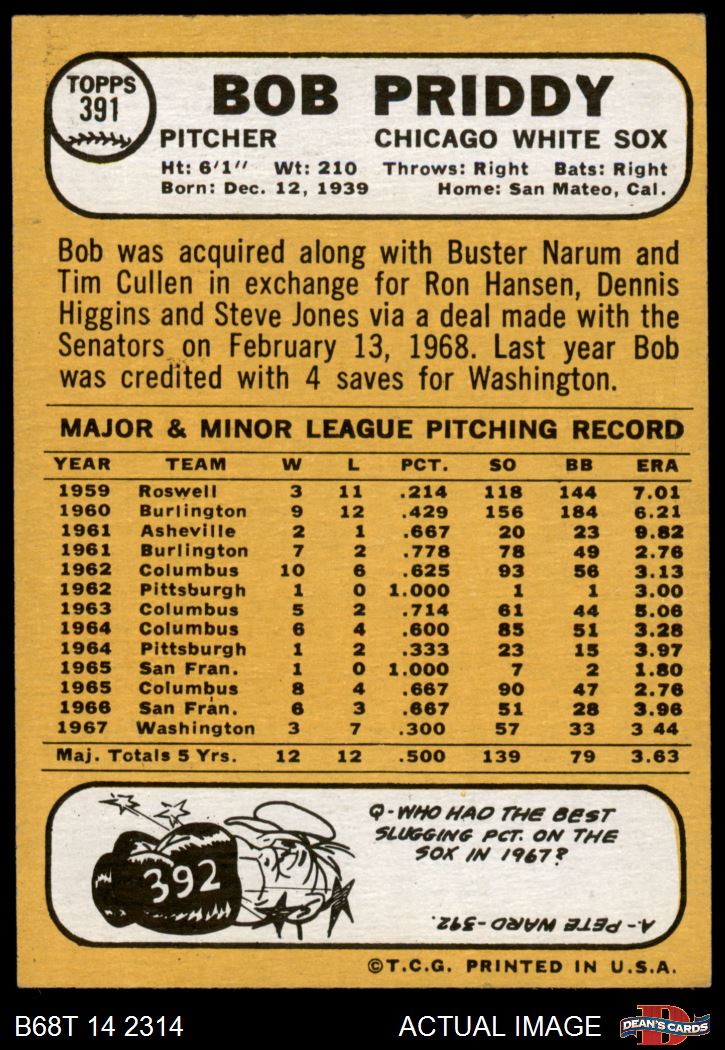 TOPPS
391
BOB PRIDDY
PITCHER CHICAGO WHITE SOX
Ht: 6'1" Wt: 210 Throws: Right Bats: Right
Born: Dec. 12, 1939 Home: San Mateo, Cal.
Bob was acquired along with Buster Narum and
Tim Cullen in exchange for Ron Hansen, Dennis
Higgins and Steve Jones via a deal made with the
Senators on February 13, 1968. Last year Bob
was credited with 4 saves for Washington.
MAJOR & MINOR LEAGUE PITCHING RECORD
YEAR TEAM W L PCT. SO BB ERA
1959 Roswell 3 11 .214 118 144 7.01
1960 Burlington 9 12 .429 156 184 6.21
1961 Asheville 2 1 .667 20 23 9.82
1961 Burlington 7 2 .778 78 49 2.76
1962 Columbus 10 6 .625 93 56 3.13
1962 Pittsburgh 1 0 1.000 1 1 3.00
1963 Columbus 5 2 .714 61 44 5.06
1964 Columbus 6 4 .600 85 51 3.28
1964 Pittsburgh 1 2 .333 23 15 3.97
1965 San Fran. 1 0 1.000 7 2 1.80
1965 Columbus 8 4 .667 90 47 2.76
1966 San Fran. 6 3 .667 51 28 3.96
1967 Washington 3 7 .300 57 33 3 44
Maj. Totals 5 Yrs. 12 12 .500 139 79 3.63
392
Q-WHO HAD THE BEST
SLUGGING PCT. ON THE
SOX IN 1967?
A.-PETE WARD-.392.
©T.C.G. PRINTED IN U.S.A.
B68T 14 2314 ACTUAL IMAGE
D
DEAN'S CARDS